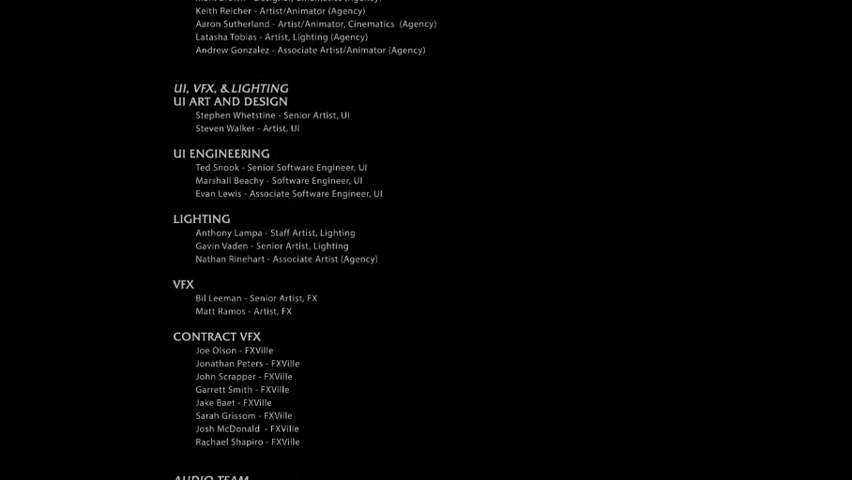 Keith Reicher - Artist/Animator (Agency)
Aaron Sutherland - Artist/Animator, Cinematics  (Agency)
Latasha Tobias - Artist, Lighting (Agency)
Andrew Gonzalez - Associate Artist/Animator (Agency)
UI, VFX, & LIGHTING
UI ART AND DESIGN
Stephen Whetstine - Senior Artist, UI
Steven Walker - Artist, UI
UI ENGINEERING
Ted Snook - Senior Software Engineer, UI
Marshall Beachy - Software Engineer, UI
Evan Lewis - Associate Software Engineer, UI
LIGHTING
Anthony Lampa - Staff Artist, Lighting
Gavin Vaden - Senior Artist, Lighting
Nathan Rinehart - Associate Artist (Agency)
VFX
Bil Leeman - Senior Artist, FX
Matt Ramos - Artist, FX
CONTRACT VFX
Joe Olson - FXVille
Jonathan Peters - FXVille
John Scrapper - FXVille
Garrett Smith - FXVille
Jake Baet - FXVille
Sarah Grissom - FXVille
Josh McDonald  - FXVille
Rachael Shapiro - FXVille
AUDIO TEAM